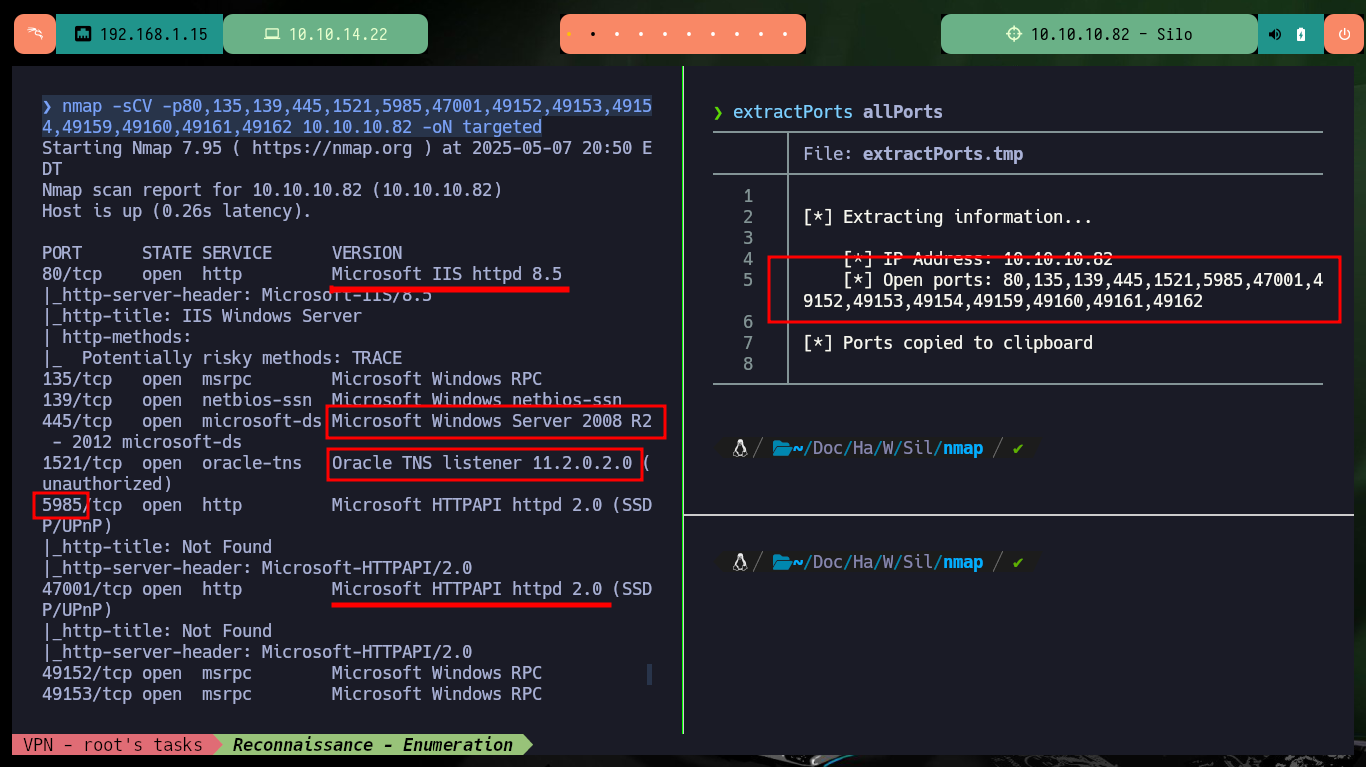 192.168.1.15
10.10.14.22
10.10.10.82 - Silo
❯ nmap -sCV -p80,135,139,445,1521,5985,47001,49152,49153,4915
4,49159,49160,49161,49162 10.10.10.82 -oN targeted
Starting Nmap 7.95 ( https://nmap.org ) at 2025-05-07 20:50 E
DT
Nmap scan report for 10.10.10.82 (10.10.10.82)
Host is up (0.26s latency).
PORT      STATE SERVICE      VERSION
80/tcp    open  http         Microsoft IIS httpd 8.5
|_http-server-header: Microsoft-IIS/8.5
|_http-title: IIS Windows Server
| http-methods:
|_  Potentially risky methods: TRACE
135/tcp   open  msrpc        Microsoft Windows RPC
139/tcp   open  netbios-ssn  Microsoft Windows netbios-ssn
445/tcp   open  microsoft-ds Microsoft Windows Server 2008 R2
 - 2012 microsoft-ds
1521/tcp  open  oracle-tns   Oracle TNS listener 11.2.0.2.0 (
unauthorized)
5985/tcp  open  http         Microsoft HTTPAPI httpd 2.0 (SSD
P/UPnP)
|_http-title: Not Found
|_http-server-header: Microsoft-HTTPAPI/2.0
47001/tcp open  http         Microsoft HTTPAPI httpd 2.0 (SSD
P/UPnP)
|_http-title: Not Found
|_http-server-header: Microsoft-HTTPAPI/2.0
49152/tcp open  msrpc        Microsoft Windows RPC
49153/tcp open  msrpc        Microsoft Windows RPC
❯ extractPorts allPorts
File: extractPorts.tmp
1
2 [*] Extracting information...
3
4     [*] IP Address: 10.10.10.82
5     [*] Open ports: 80,135,139,445,1521,5985,47001,4
9152,49153,49154,49159,49160,49161,49162
6
7 [*] Ports copied to clipboard
8
~/Doc/Ha/W/Sil/nmap / ✔
~/Doc/Ha/W/Sil/nmap / ✔
VPN - root's tasks
Reconnaissance - Enumeration